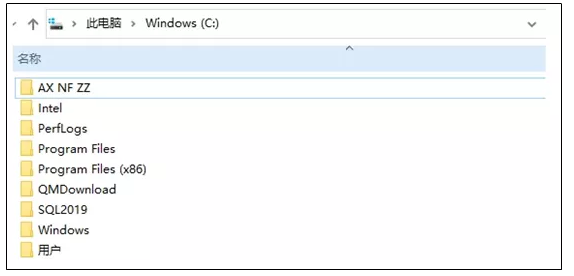 此电脑 > Windows (C:)
名称
AX NF ZZ
Intel
PerfLogs
Program Files
Program Files (x86)
QMDownload
SQL2019
Windows
用户